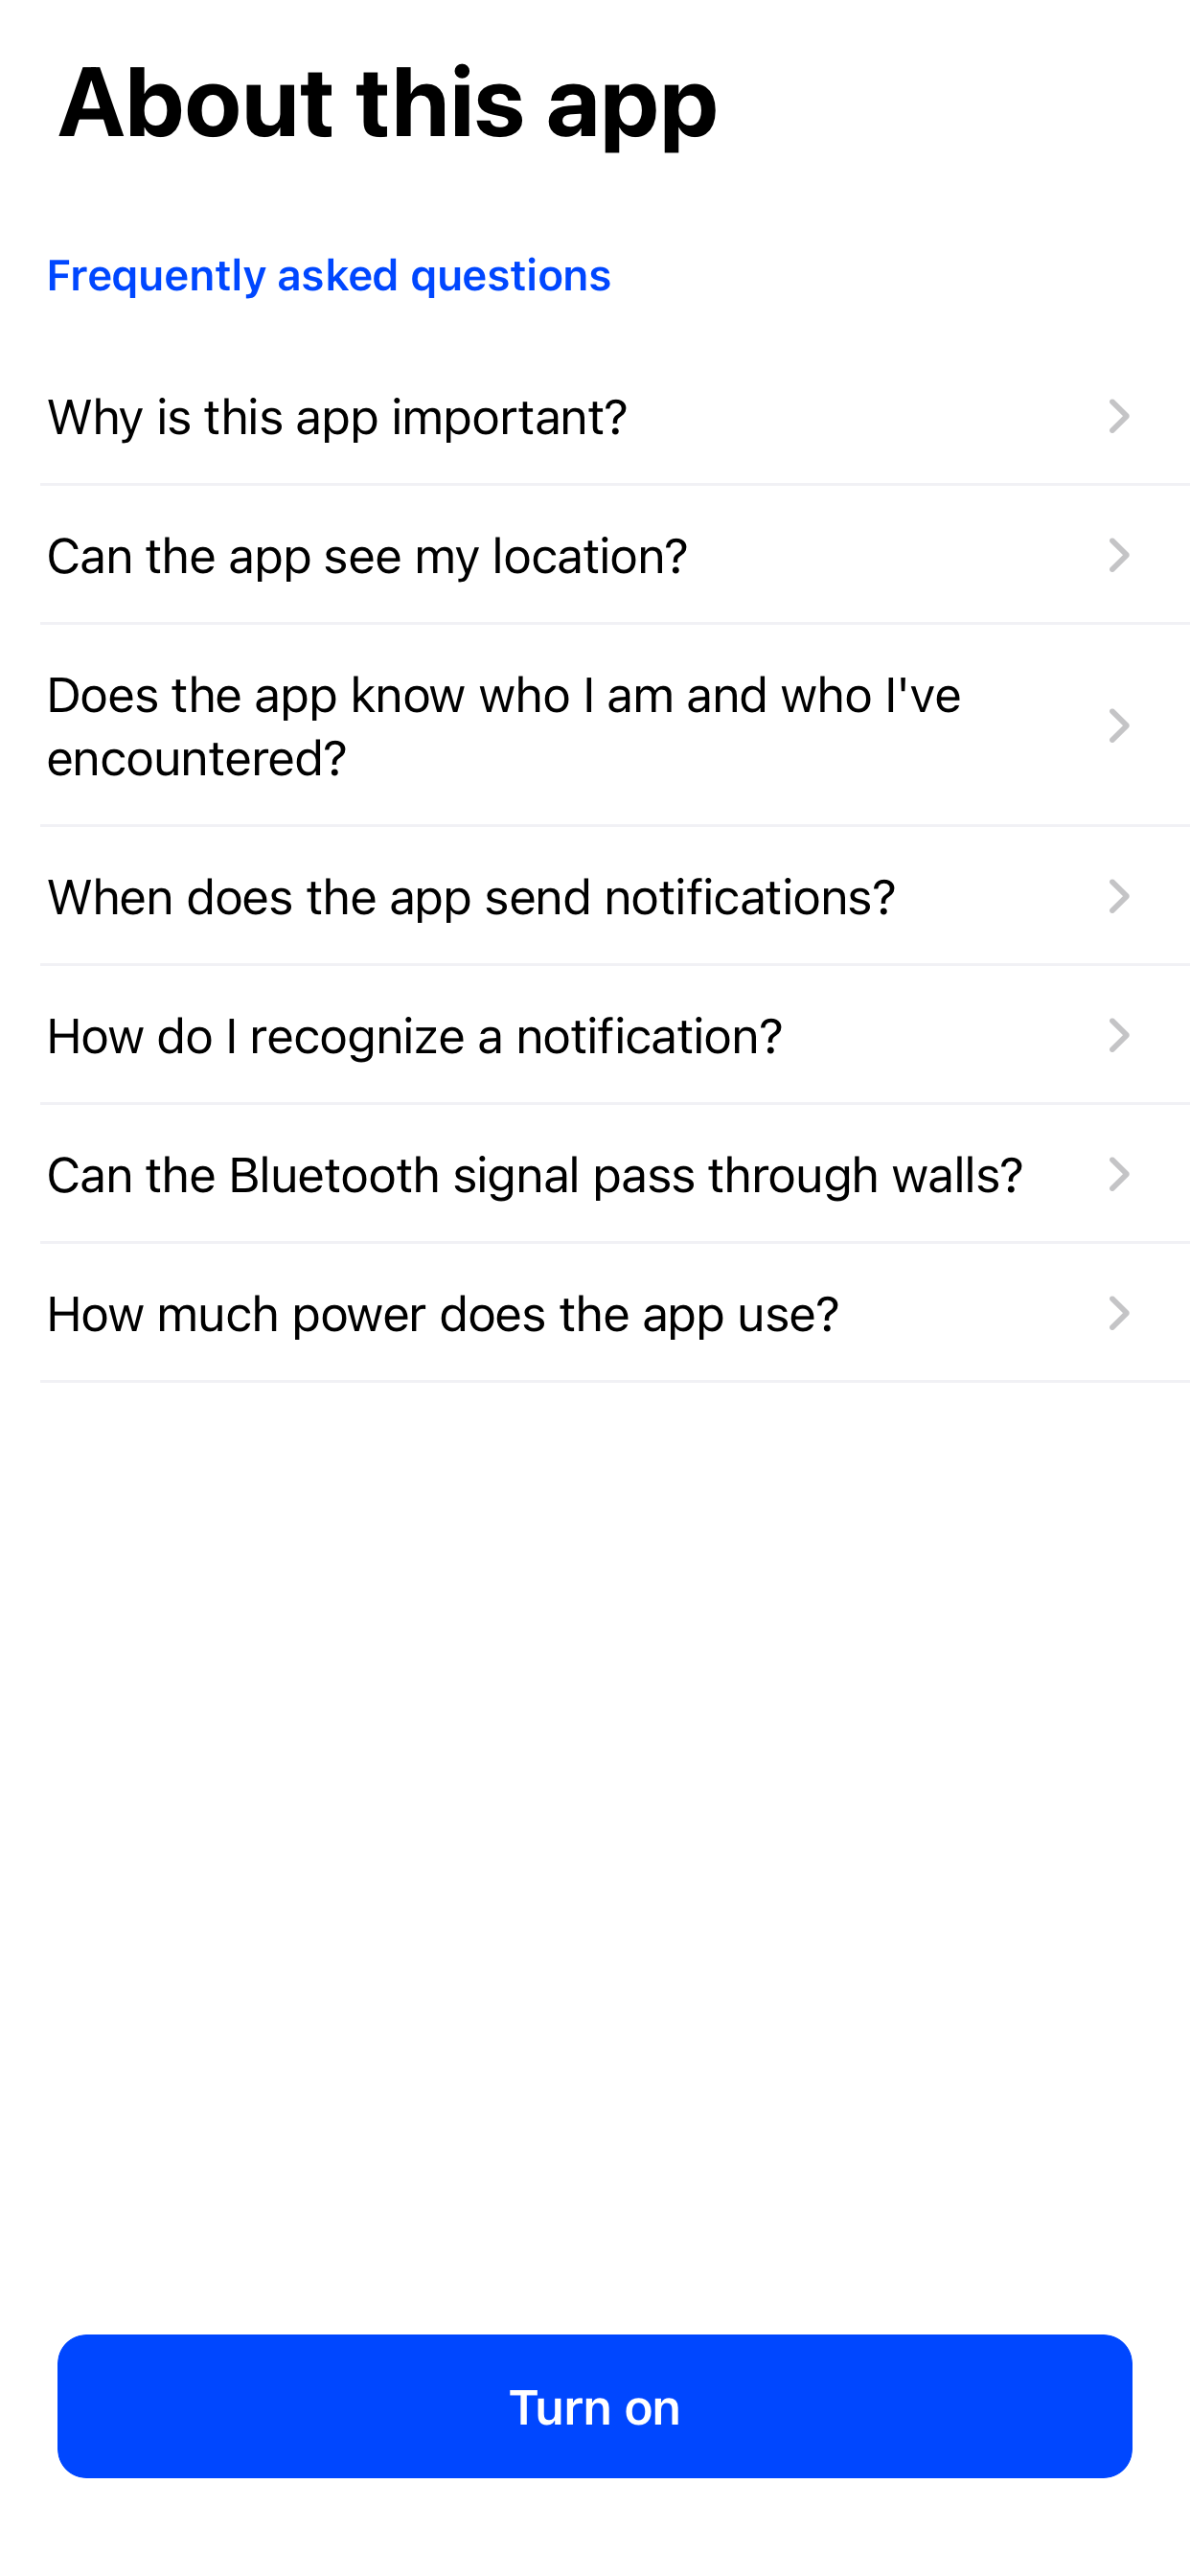 About this app
Frequently asked questions
Why is this app important?
Can the app see my location?
Does the app know who I am and who I've
encountered?
When does the app send notifications?
How do I recognize a notification?
Can the Bluetooth signal pass through walls?
How much power does the app use?
Turn on